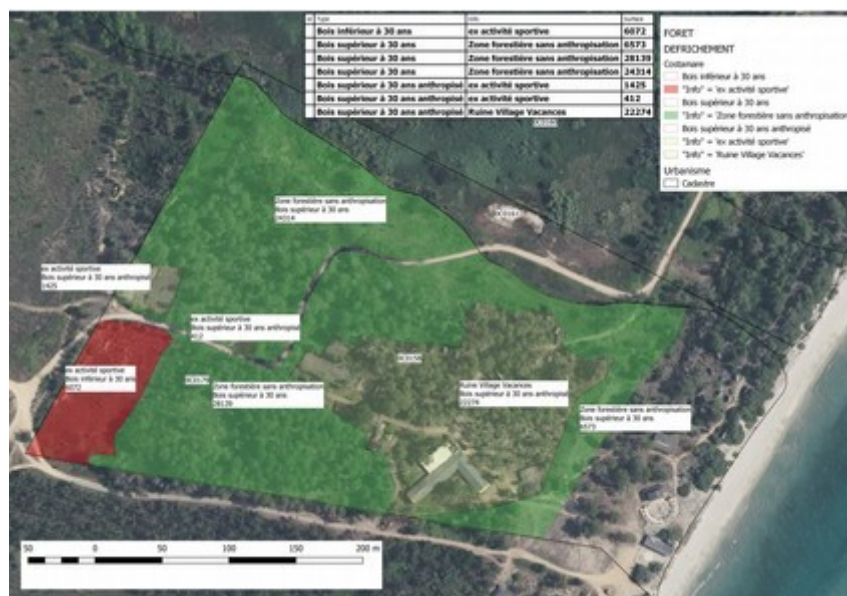 id Type Info Surface
Bois inférieur à 30 ans ex activité sportive 6072
Bois supérieur à 30 ans Zone forestière sans anthropisation 6573
Bois supérieur à 30 ans Zone forestière sans anthropisation 28139
Bois supérieur à 30 ans Zone forestière sans anthropisation 24314
Bois supérieur à 30 ans anthropisé ex activité sportive 1425
Bois supérieur à 30 ans anthropisé ex activité sportive 412
Bois supérieur à 30 ans anthropisé Ruine Village Vacances 22274
FORET
DEFRICHEMENT
Costamare
Bois inférieur à 30 ans
"Info" = 'ex activité sportive'
Bois supérieur à 30 ans
"Info" = 'Zone forestière sans anthropisation'
Bois supérieur à 30 ans anthropisé
"Info" = 'ex activité sportive'
"Info" = 'Ruine Village Vacances'
Urbanisme
Cadastre
Zone forestière sans anthropisation
Bois supérieur à 30 ans
24314
ex activité sportive
Bois supérieur à 30 ans anthropisé
1425
ex activité sportive
Bois supérieur à 30 ans anthropisé
412
ex activité sportive
Bois inférieur à 30 ans
6072
Zone forestière sans anthropisation
Bois supérieur à 30 ans
28139
Ruine Village Vacances
Bois supérieur à 30 ans anthropisé
22274
Zone forestière sans anthropisation
Bois supérieur à 30 ans
6573
50 0 50 100 150 200 m